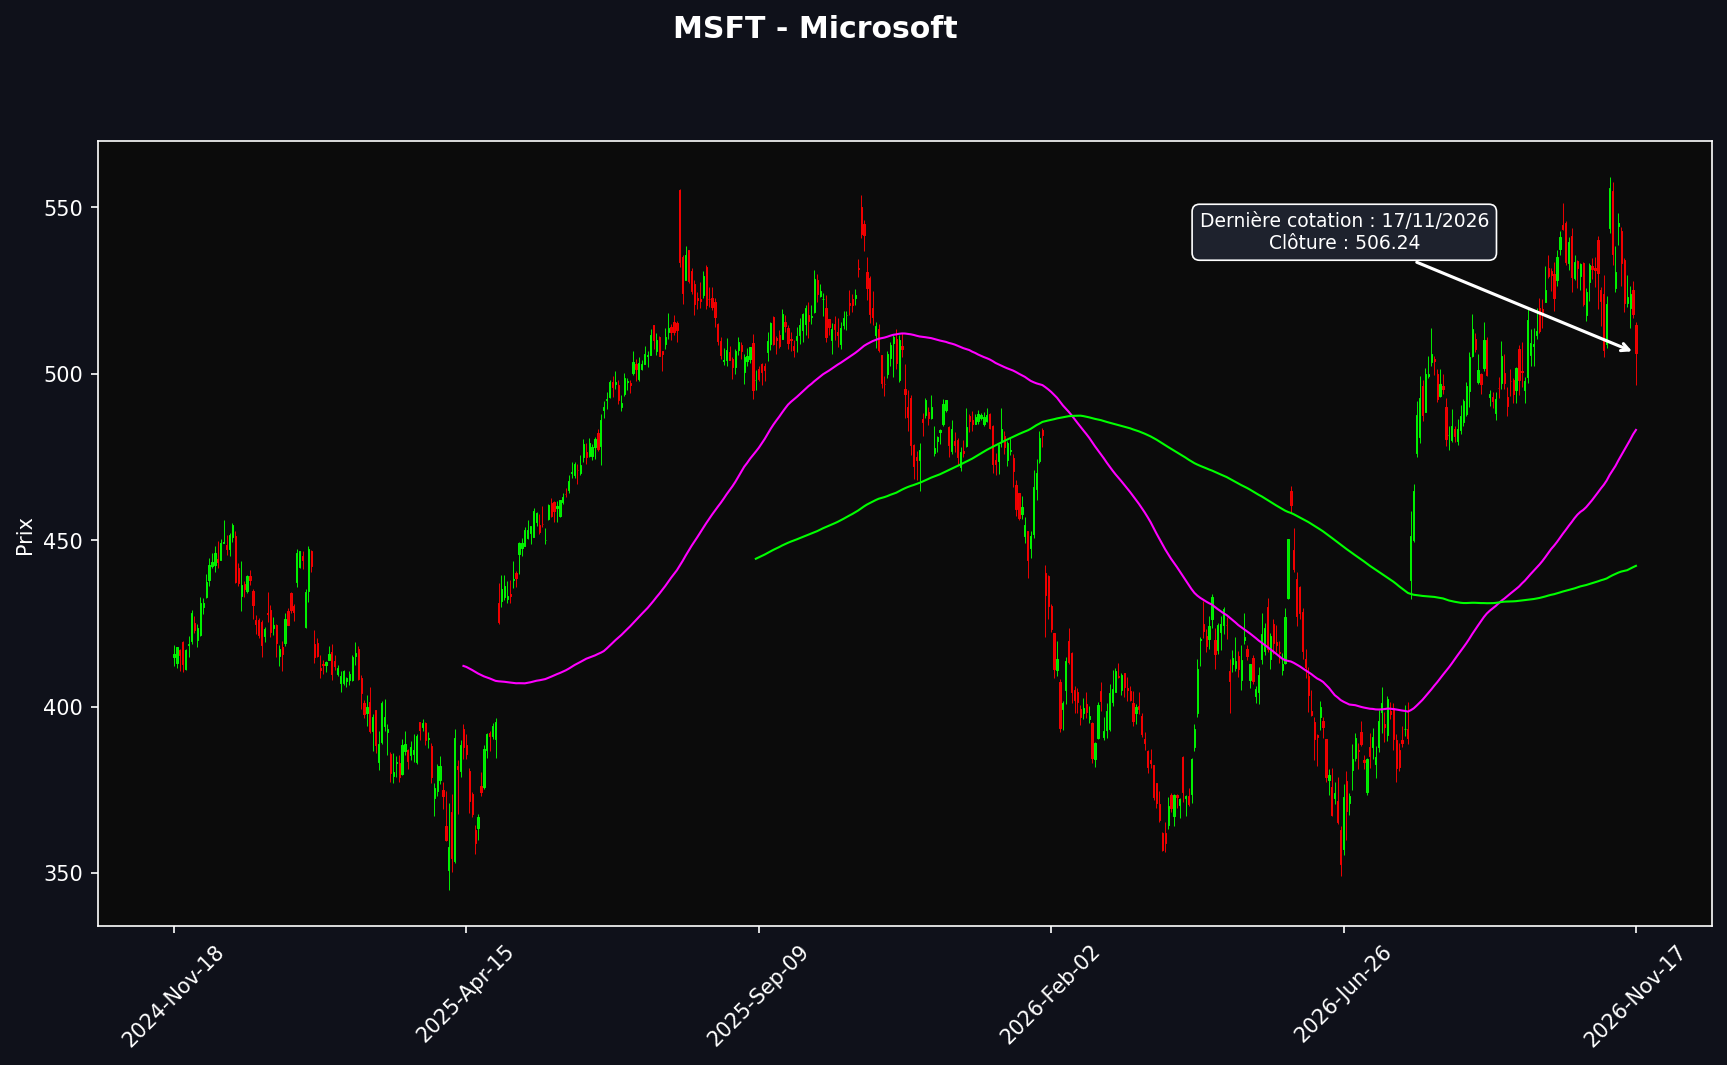 MSFT - Microsoft
Prix
550
500
450
400
350
Dernière cotation : 17/11/2026
Clôture : 506.24
2024-Nov-18
2025-Apr-15
2025-Sep-09
2026-Feb-02
2026-Jun-26
2026-Nov-17